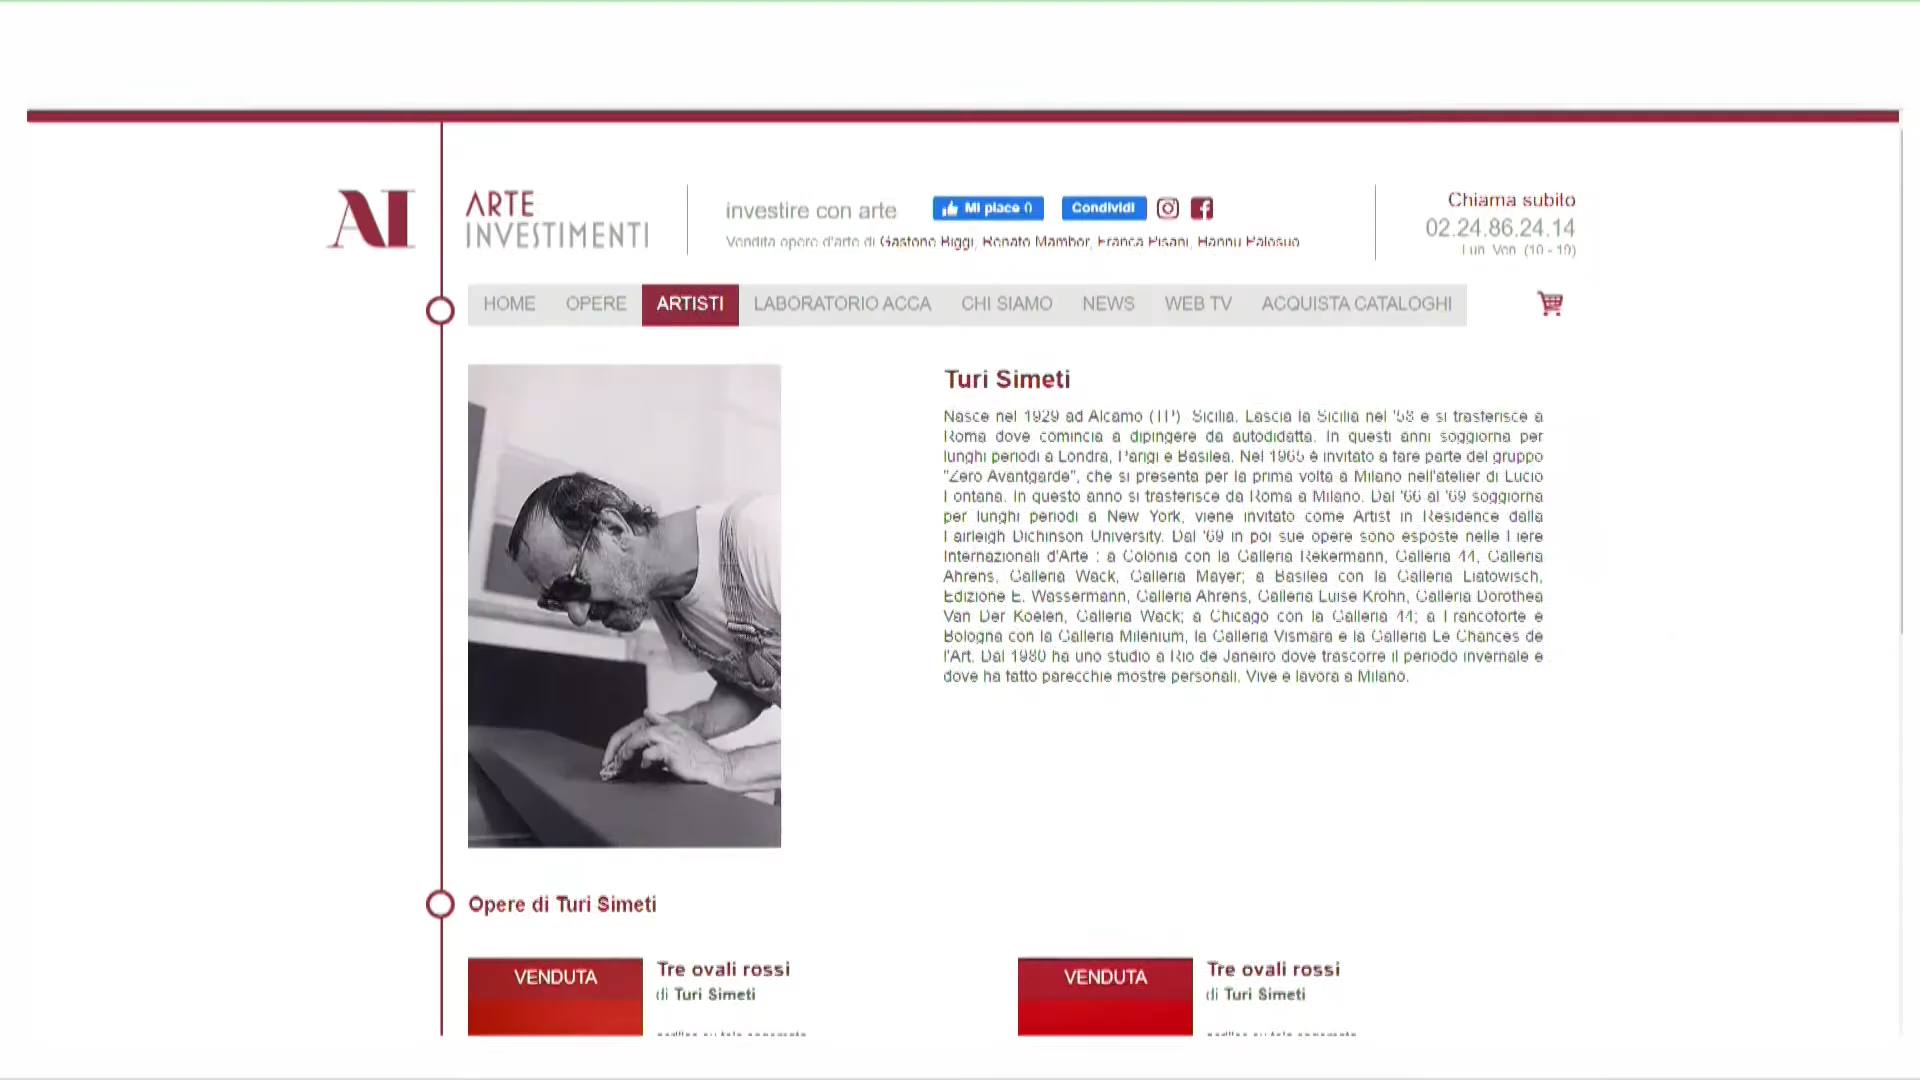 AI
ARTE
INVESTIMENTI
investire con arte
Mi piace 0
Condividi
Vendita opere d'arte di Gastone Biggi, Renato Mambor, Franca Pisani, Hannu Palosuo
Chiama subito
02.24.86.24.14
Lun Ven (10 - 19)
HOME OPERE ARTISTI LABORATORIO ACCA CHI SIAMO NEWS WEB TV ACQUISTA CATALOGHI
Turi Simeti
Nasce nel 1929 ad Alcamo (TP) Sicilia. Lascia la Sicilia nel '58 e si trasferisce a
Roma dove comincia a dipingere da autodidatta. In questi anni soggiorna per
lunghi periodi a Londra, Parigi e Basilea. Nel 1965 è invitato a fare parte del gruppo
"Zero Avantgarde", che si presenta per la prima volta a Milano nell'atelier di Lucio
Fontana. In questo anno si trasferisce da Roma a Milano. Dal '66 al '69 soggiorna
per lunghi periodi a New York, viene invitato come Artist in Residence dalla
Fairleigh Dichinson University. Dal '69 in poi sue opere sono esposte nelle Fiere
Internazionali d'Arte : a Colonia con la Galleria Rekermann, Galleria 44, Galleria
Ahrens, Galleria Wack, Galleria Mayer; a Basilea con la Galleria Liatowisch,
Edizione E. Wassermann, Galleria Ahrens, Galleria Luise Krohn, Galleria Dorothea
Van Der Koelen, Galleria Wack; a Chicago con la Galleria 44; a Francoforte e
Bologna con la Galleria Milenium, la Galleria Vismara e la Galleria Le Chances de
l'Art. Dal 1980 ha uno studio a Rio de Janeiro dove trascorre il periodo invernale e
dove ha fatto parecchie mostre personali. Vive e lavora a Milano.
Opere di Turi Simeti
VENDUTA
Tre ovali rossi
di Turi Simeti
VENDUTA
Tre ovali rossi
di Turi Simeti